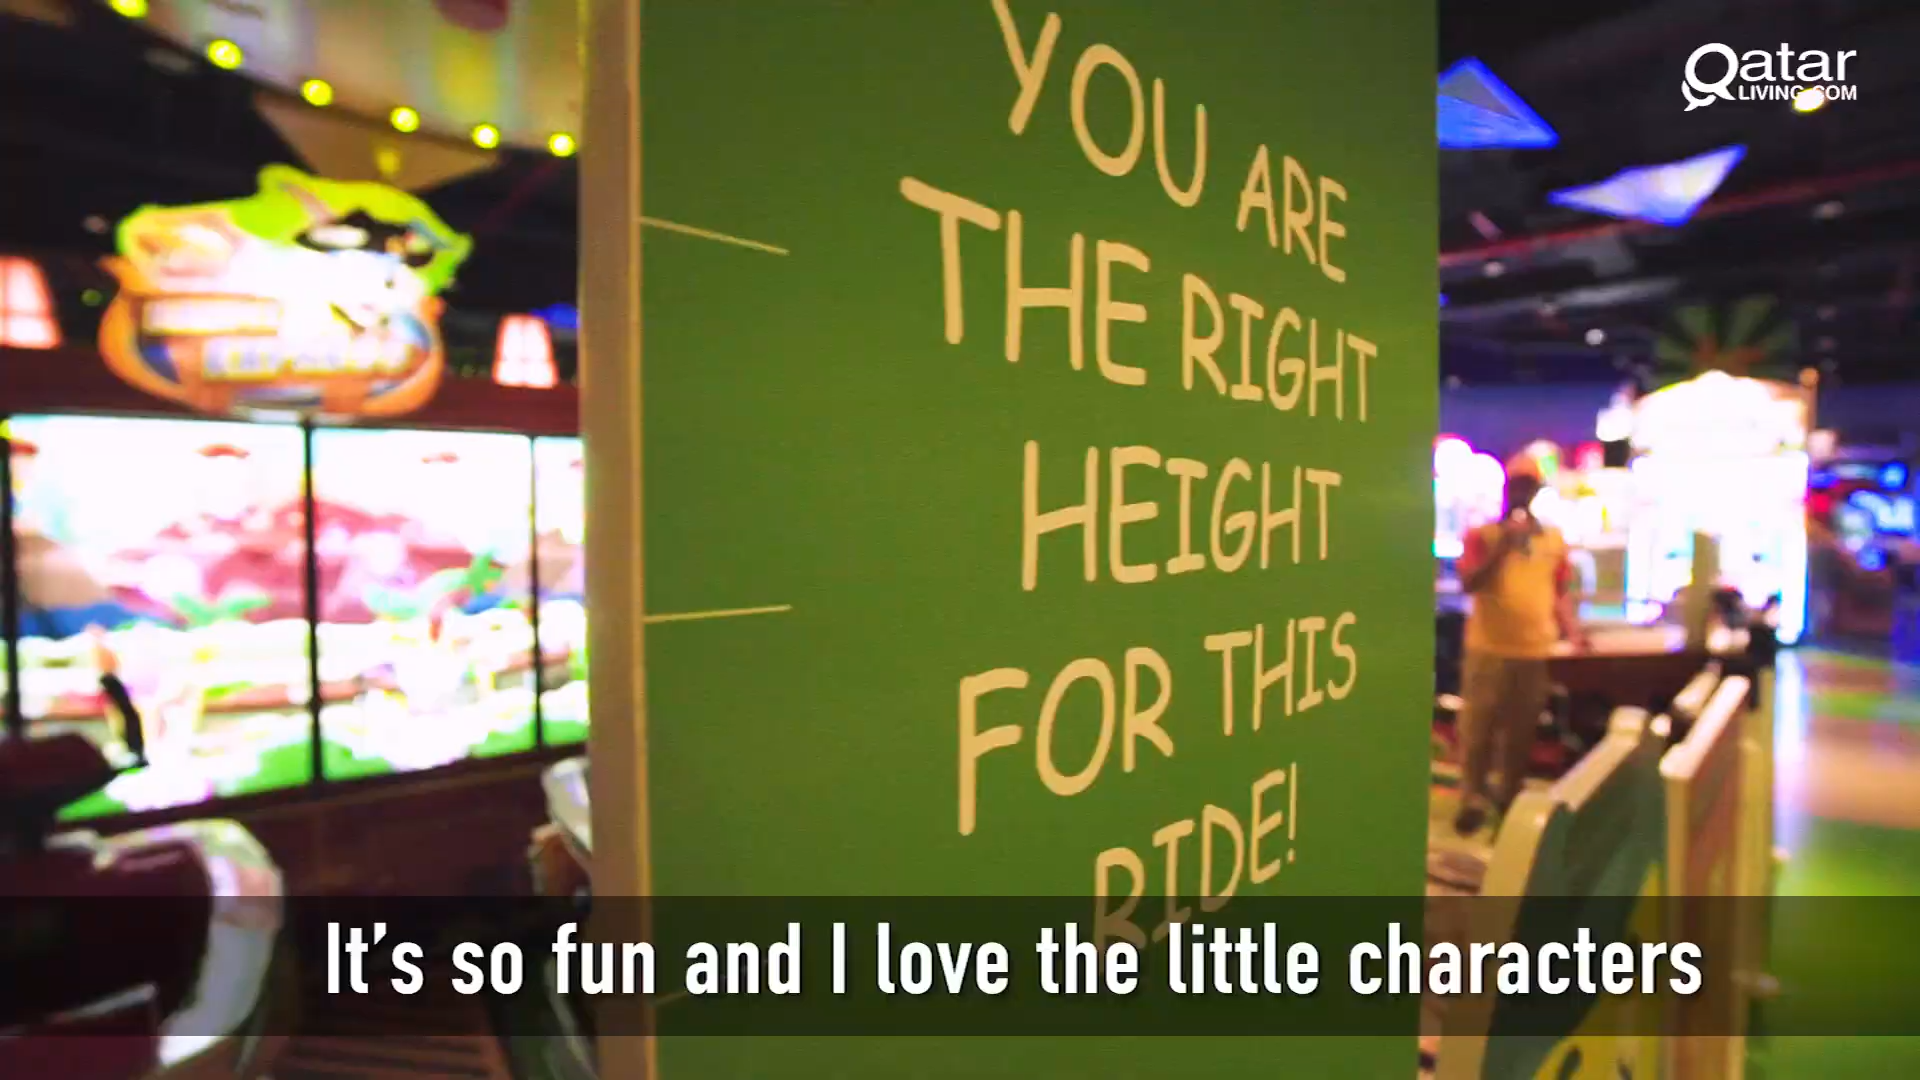 Qatar
LIVING.COM
YOU ARE
THE RIGHT
HEIGHT
FOR THIS
RIDE!
It's so fun and I love the little characters